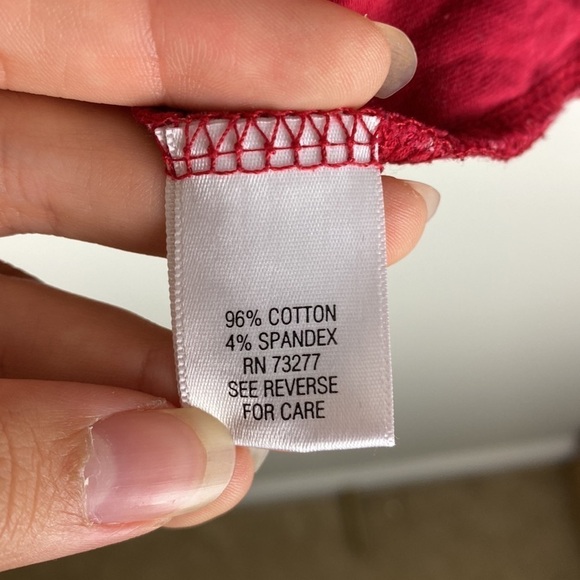 96% COTTON
4% SPANDEX
RN 73277
SEE REVERSE
FOR CARE